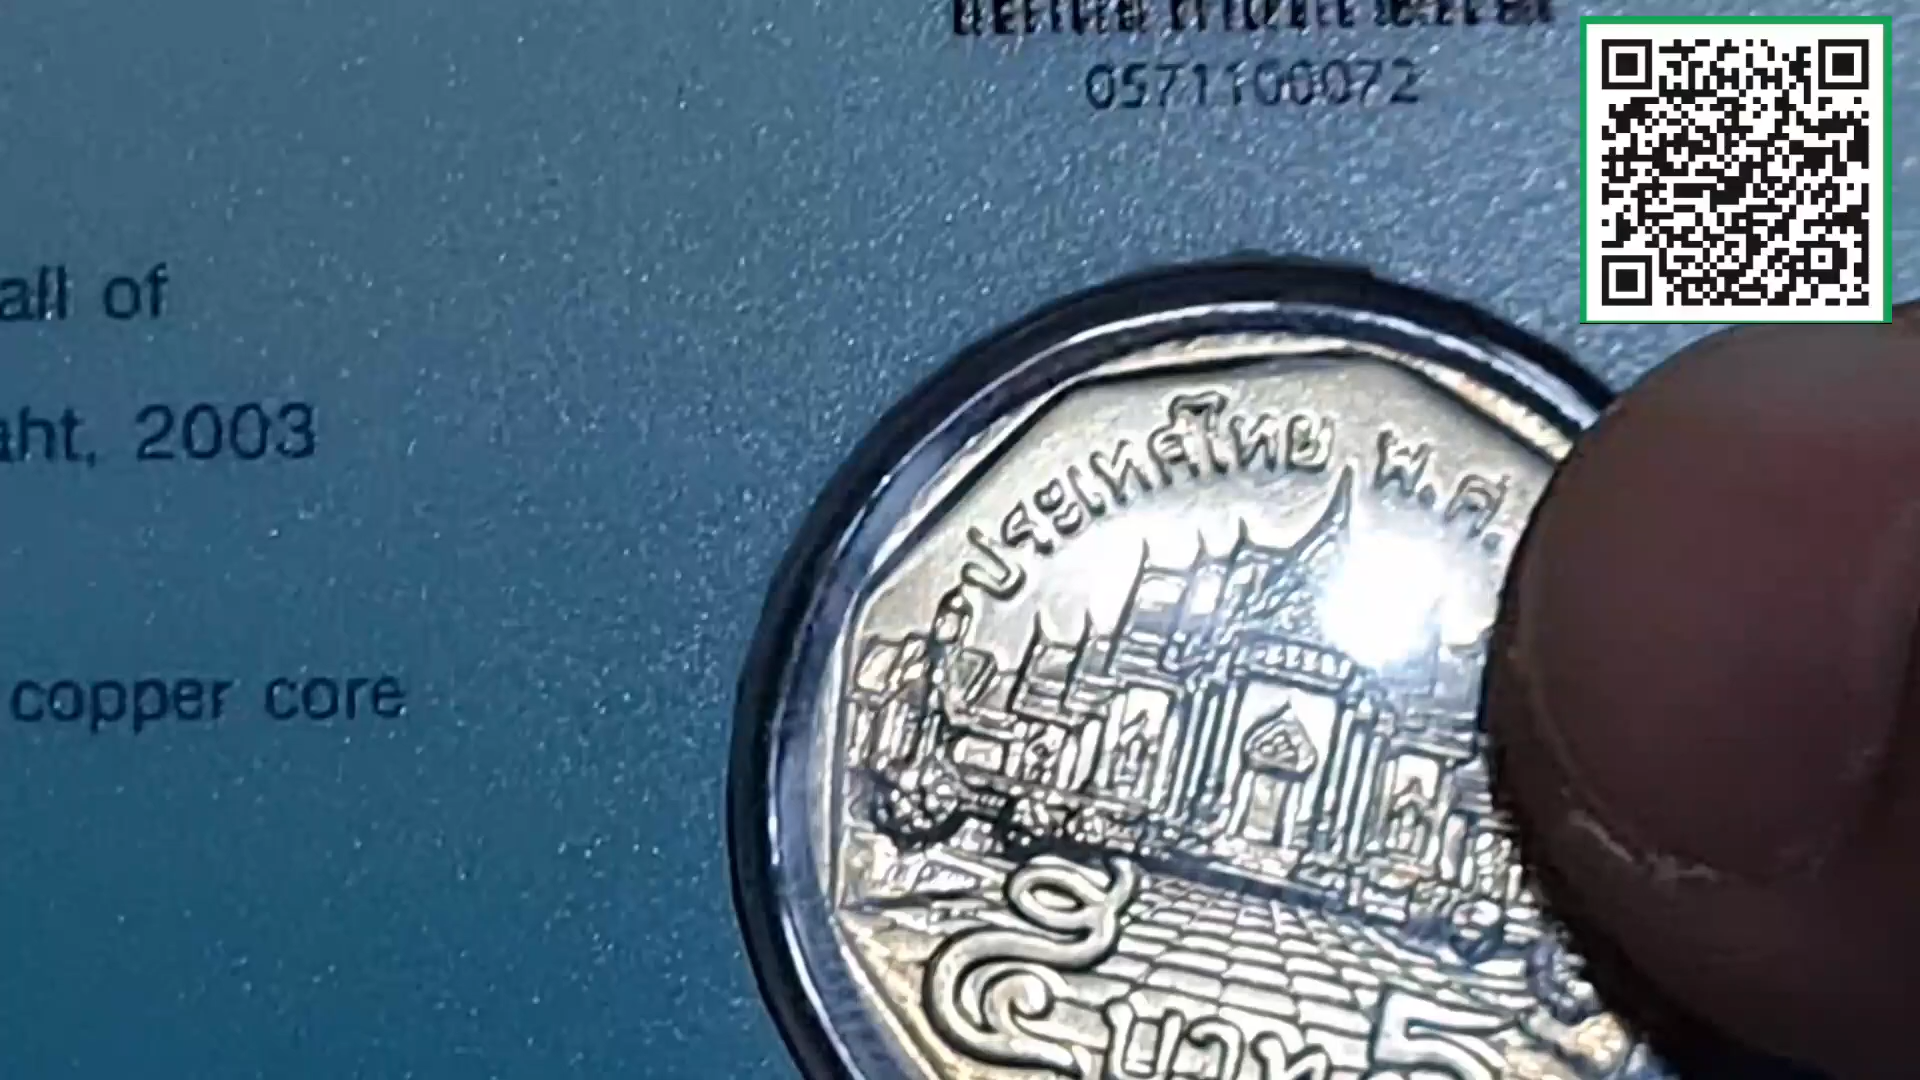 0571100072
all of
aht, 2003
copper core
ประเทศไทย พ.ศ.
๕
บาท 5